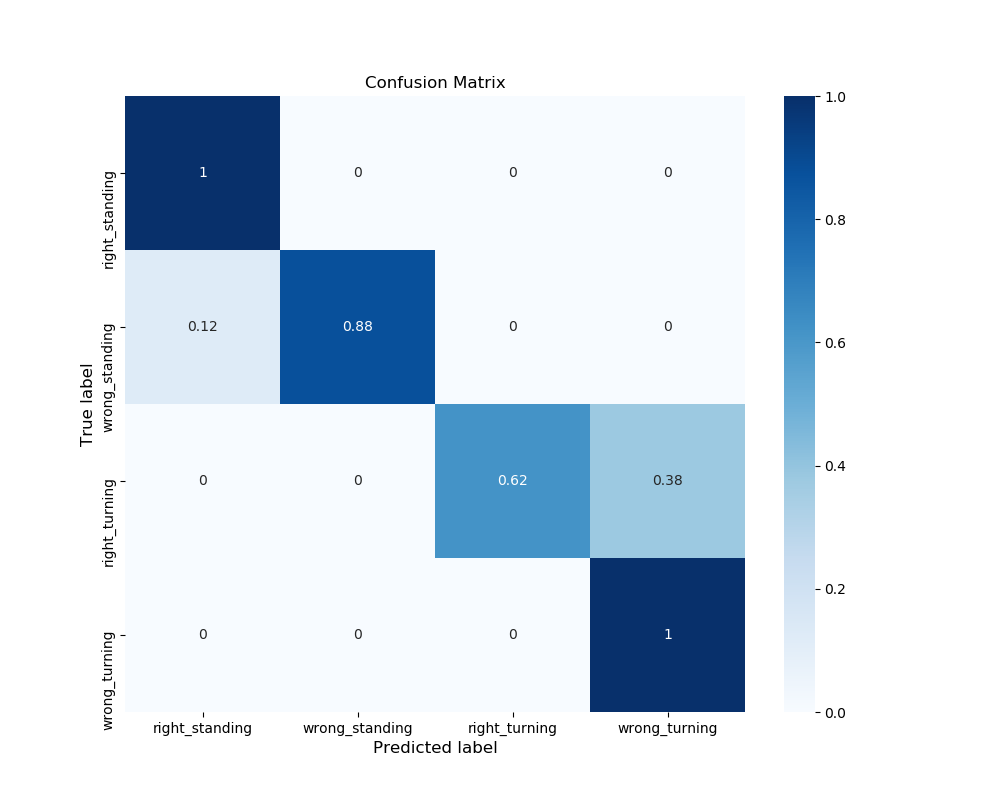 Confusion Matrix
True label
right_standing
1 0 0 0
wrong_standing
0.12 0.88 0 0
right_turning
0 0 0.62 0.38
wrong_turning
0 0 0 1
right_standing wrong_standing right_turning wrong_turning
Predicted label
1.0
0.8
0.6
0.4
0.2
0.0